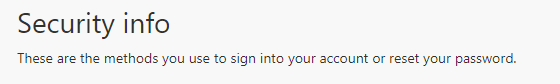 Security info
These are the methods you use to sign into your account or reset your password.